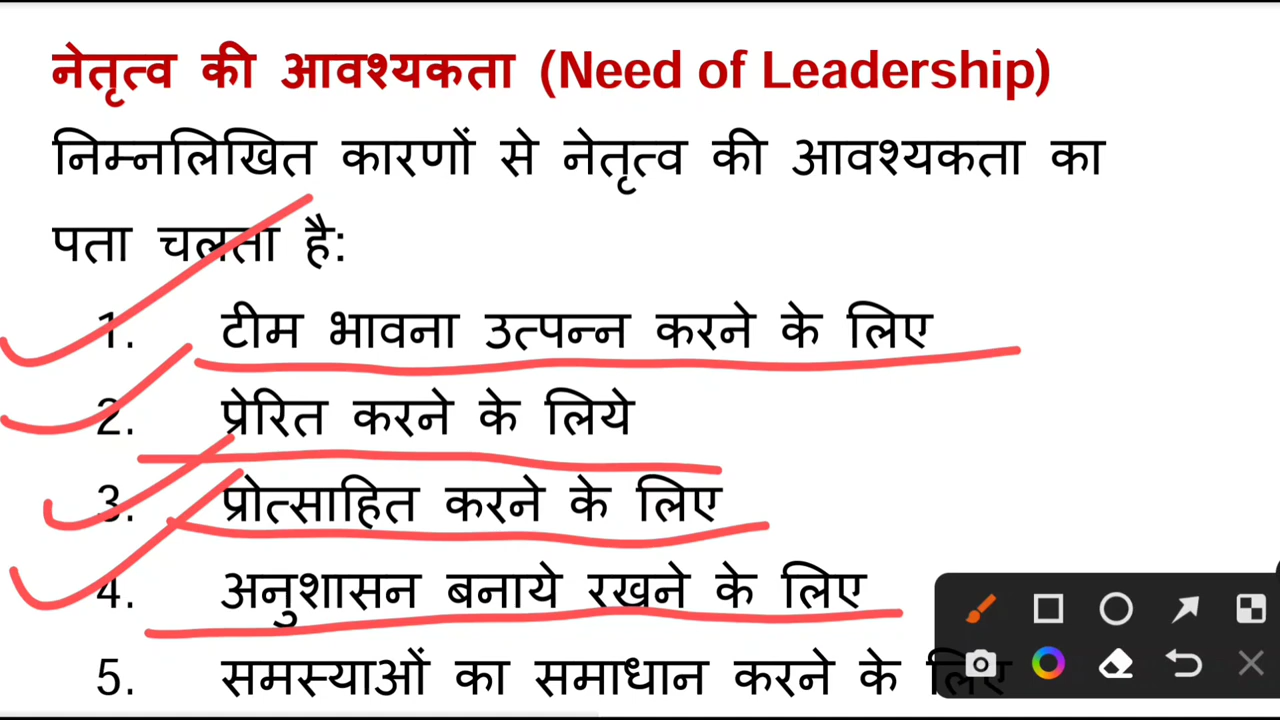 नेतृत्व की आवश्यकता (Need of Leadership)
निम्नलिखित कारणों से नेतृत्व की आवश्यकता का
पता चलता है:
1. टीम भावना उत्पन्न करने के लिए
2. प्रेरित करने के लिये
3. प्रोत्साहित करने के लिए
4. अनुशासन बनाये रखने के लिए
5. समस्याओं का समाधान करने के लिए